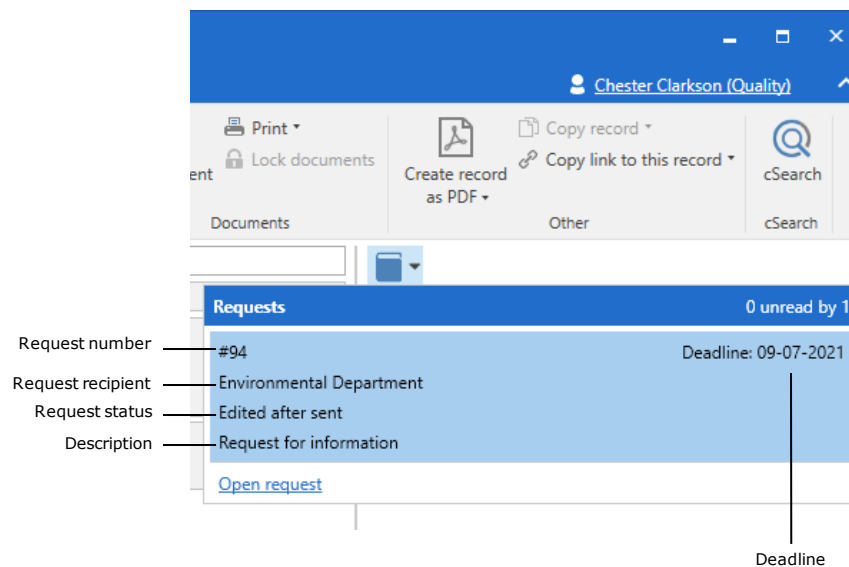 Chester Clarkson (Quality)
Print
Lock documents
ent
Documents
Create record
as PDF
Copy record
Copy link to this record
Other
cSearch
cSearch
Requests
0 unread by 1
Request number
#94
Deadline: 09-07-2021
Request recipient
Environmental Department
Request status
Edited after sent
Description
Request for information
Open request
Deadline